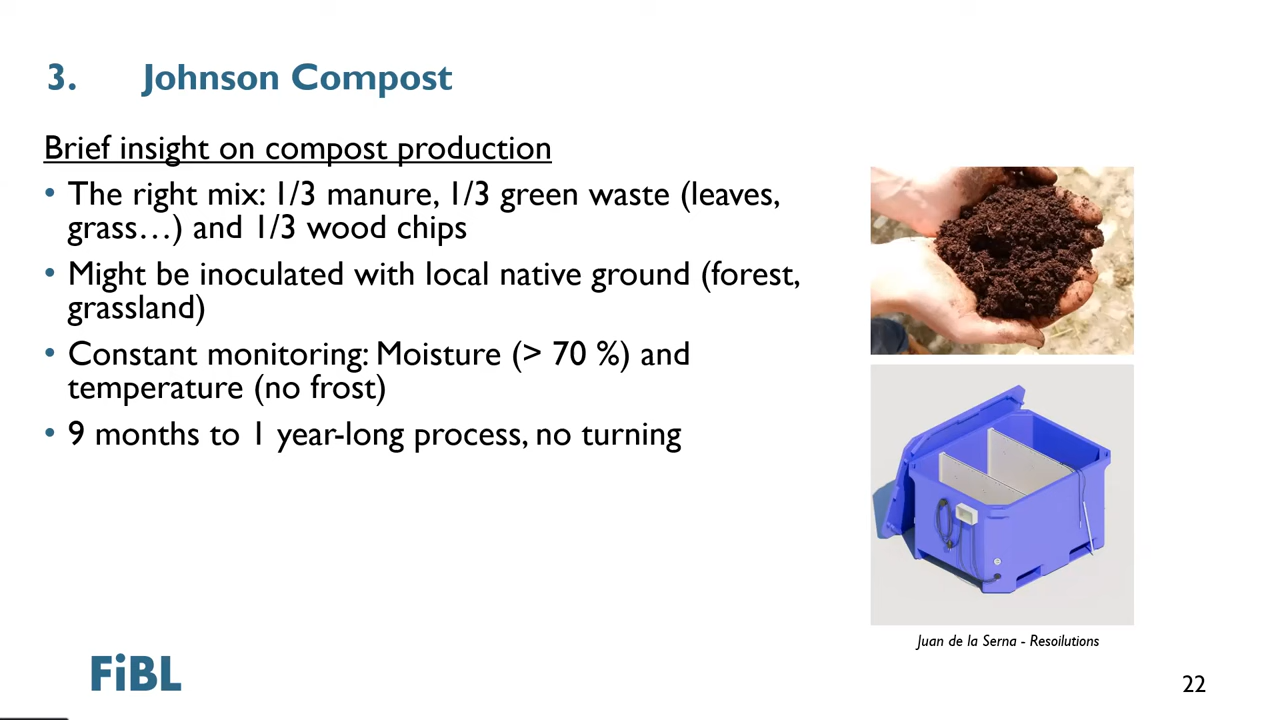 3. Johnson Compost
Brief insight on compost production
• The right mix: 1/3 manure, 1/3 green waste (leaves,
grass…) and 1/3 wood chips
• Might be inoculated with local native ground (forest,
grassland)
• Constant monitoring: Moisture (> 70 %) and
temperature (no frost)
• 9 months to 1 year-long process, no turning
Juan de la Serna - Resoilutions
FiBL
22